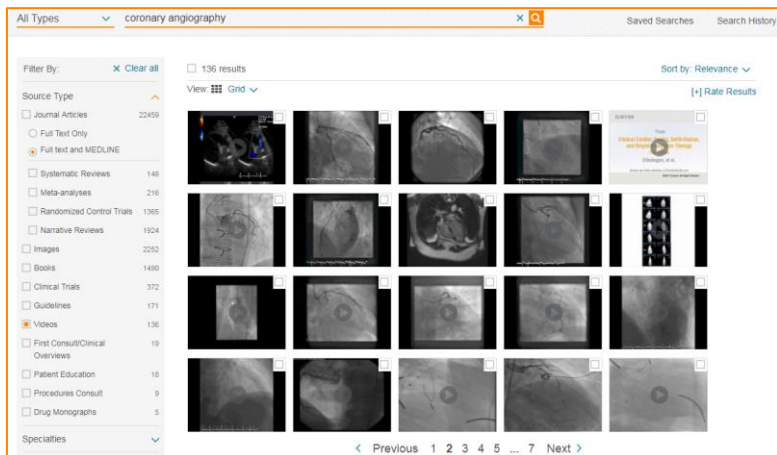 All Types
coronary angiography
Saved Searches
Search History
Filter By:
Clear all
Source Type
Journal Articles 22459
Full Text Only
Full text and MEDLINE
Systematic Reviews 148
Meta-analyses 216
Randomized Control Trials 1365
Narrative Reviews 1924
Images 2252
Books 1490
Clinical Trials 372
Guidelines 171
Videos 136
First Consult/Clinical 19
Overviews
Patient Education 18
Procedures Consult 9
Drug Monographs 5
Specialties
136 results
Sort by: Relevance
View: Grid
[+] Rate Results
ELSEVIER
< Previous 1 2 3 4 5 ... 7 Next >